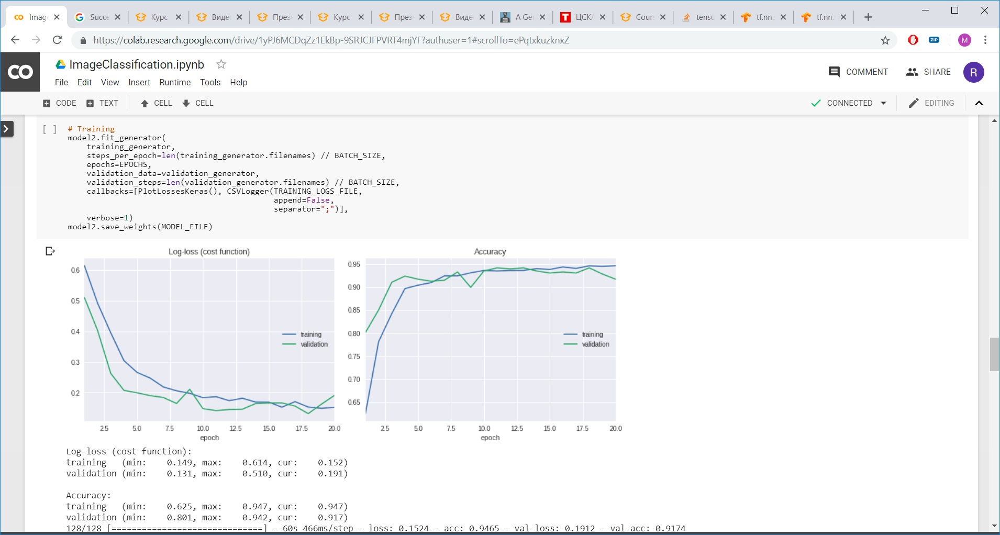 Imag
Succe
Курс
Виде
През
Курс
През
Виде
A Ge
ЦСКА
Cour
tens
tf.nn.
tf.nn.
https://colab.research.google.com/drive/1yPJ6MCDqZz1EkBp-9SRJCJFPVRT4mjYF?authuser=1#scrollTo=ePqtxkuzknxZ
ZIP
M
CO
ImageClassification.ipynb
COMMENT
SHARE
R
File Edit View Insert Runtime Tools Help
CODE TEXT CELL CELL
CONNECTED
EDITING
[ ] # Training
model2.fit_generator(
training_generator,
steps_per_epoch=len(training_generator.filenames) // BATCH_SIZE,
epochs=EPOCHS,
validation_data=validation_generator,
validation_steps=len(validation_generator.filenames) // BATCH_SIZE,
callbacks=[PlotLossesKeras(), CSVLogger(TRAINING_LOGS_FILE,
append=False,
separator=";")],
verbose=1)
model2.save_weights(MODEL_FILE)
Log-loss (cost function)
0.6
0.5
0.4
0.3
0.2
training
validation
2.5 5.0 7.5 10.0 12.5 15.0 17.5 20.0
epoch
Accuracy
0.95
0.90
0.85
0.80
0.75
0.70
0.65
training
validation
2.5 5.0 7.5 10.0 12.5 15.0 17.5 20.0
epoch
Log-loss (cost function):
training (min: 0.149, max: 0.614, cur: 0.152)
validation (min: 0.131, max: 0.510, cur: 0.191)
Accuracy:
training (min: 0.625, max: 0.947, cur: 0.947)
validation (min: 0.801, max: 0.942, cur: 0.917)
128/128 [==============================] - 60s 466ms/step - loss: 0.1524 - acc: 0.9465 - val_loss: 0.1912 - val_acc: 0.9174